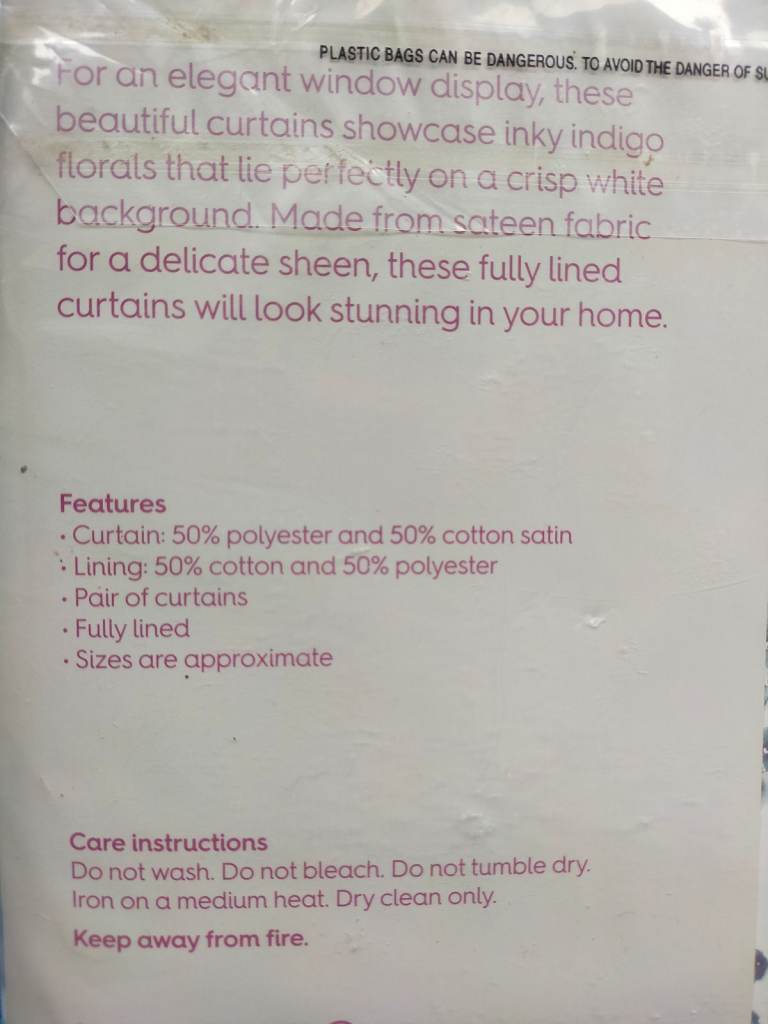 PLASTIC BAGS CAN BE DANGEROUS. TO AVOID THE DANGER OF
For an elegant window display, these
beautiful curtains showcase inky indigo
florals that lie perfectly on a crisp white
background. Made from sateen fabric
for a delicate sheen, these fully lined
curtains will look stunning in your home.
Features
• Curtain: 50% polyester and 50% cotton satin
• Lining: 50% cotton and 50% polyester
• Pair of curtains
• Fully lined
• Sizes are approximate
Care instructions
Do not wash. Do not bleach. Do not tumble dry.
Iron on a medium heat. Dry clean only.
Keep away from fire.